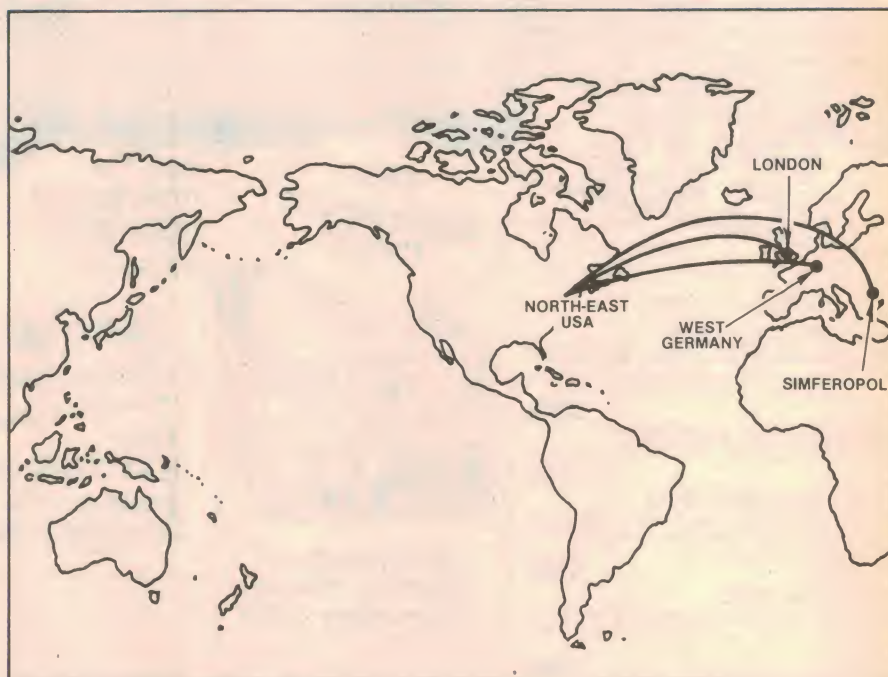 LONDON
NORTH-EAST
USA
WEST
GERMANY
SIMFEROPOL